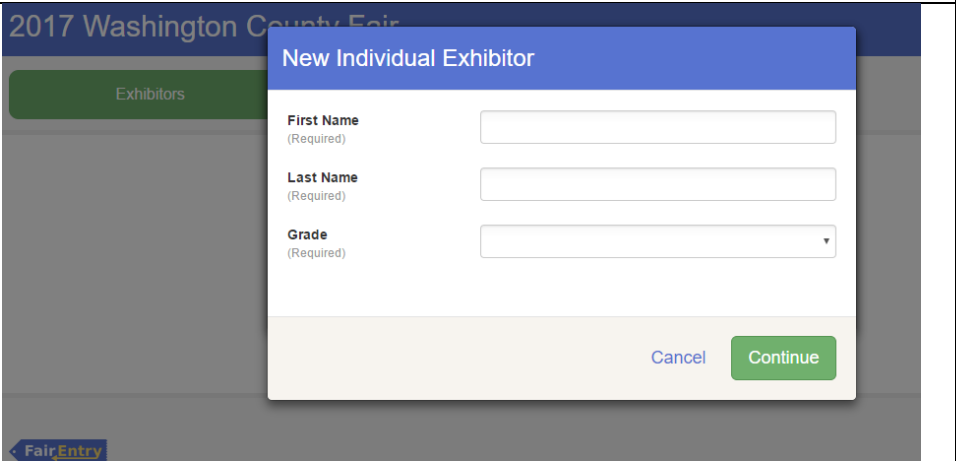 2017 Washington County Fair
New Individual Exhibitor
Exhibitors
First Name
(Required)
Last Name
(Required)
Grade
(Required)
Cancel
Continue
FairEntry